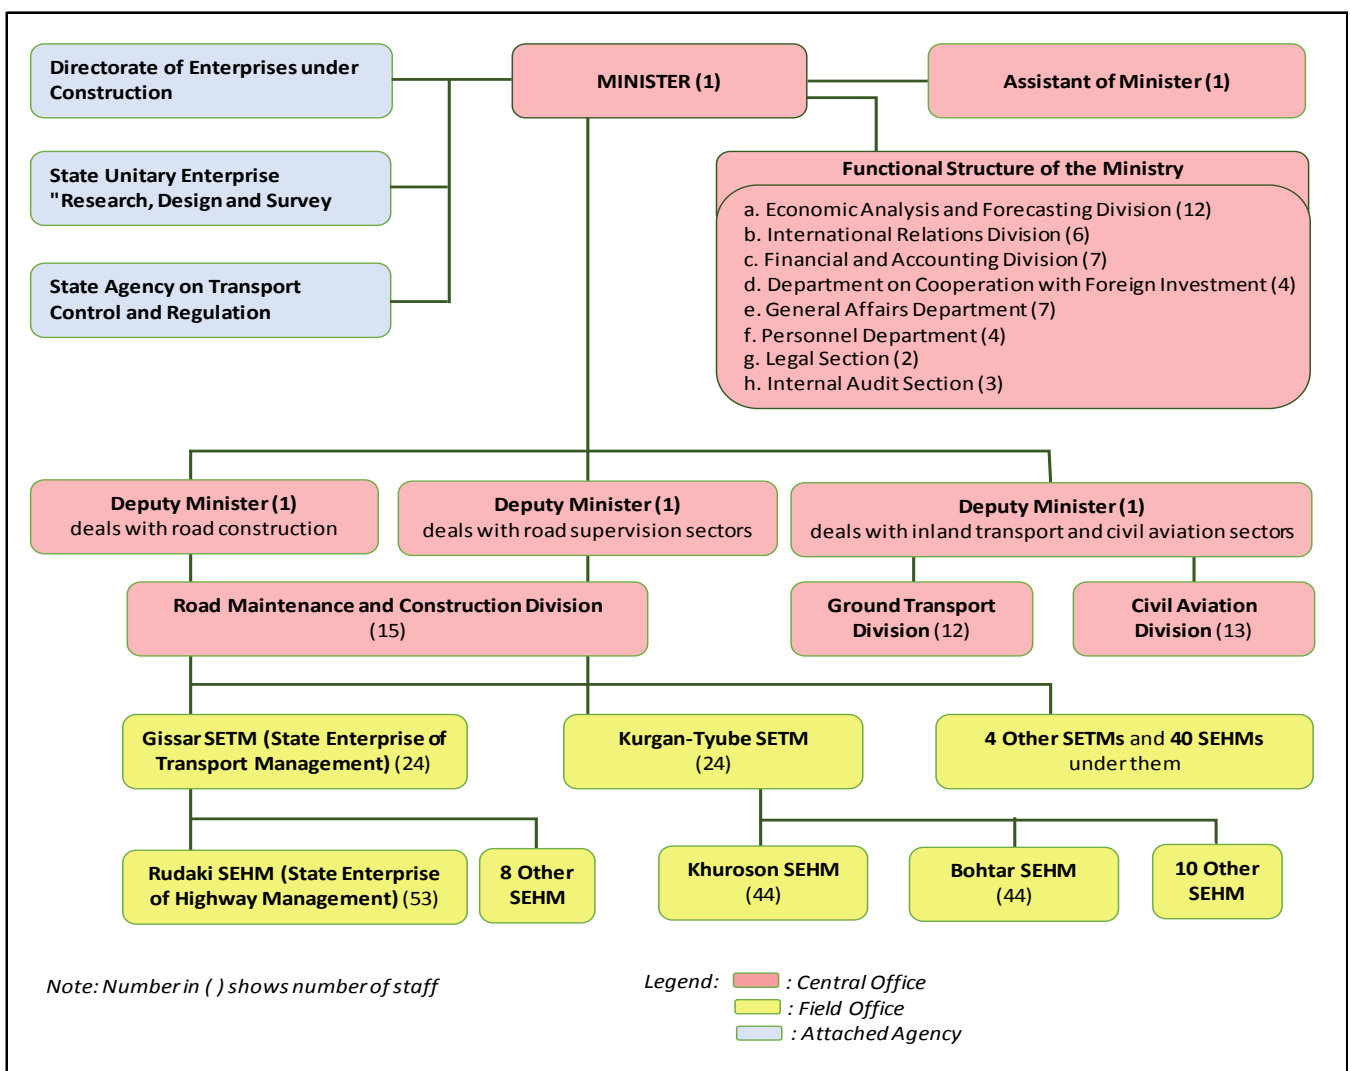 Directorate of Enterprises under
Construction
MINISTER (1)
Assistant of Minister (1)
State Unitary Enterprise
"Research, Design and Survey
State Agency on Transport
Control and Regulation
Functional Structure of the Ministry
a. Economic Analysis and Forecasting Division (12)
b. International Relations Division (6)
c. Financial and Accounting Division (7)
d. Department on Cooperation with Foreign Investment (4)
e. General Affairs Department (7)
f. Personnel Department (4)
g. Legal Section (2)
h. Internal Audit Section (3)
Deputy Minister (1)
deals with road construction
Deputy Minister (1)
deals with road supervision sectors
Deputy Minister (1)
deals with inland transport and civil aviation sectors
Road Maintenance and Construction Division
(15)
Ground Transport
Division (12)
Civil Aviation
Division (13)
Gissar SETM (State Enterprise of
Transport Management) (24)
Kurgan-Tyube SETM
(24)
4 Other SETMs and 40 SEHMs
under them
Rudaki SEHM (State Enterprise
of Highway Management) (53)
8 Other
SEHM
Khuroson SEHM
(44)
Bohtar SEHM
(44)
10 Other
SEHM
Note: Number in ( ) shows number of staff
Legend:
: Central Office
: Field Office
: Attached Agency